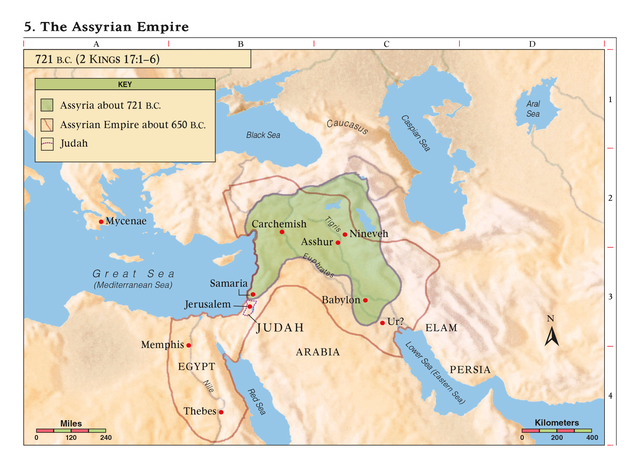 5. The Assyrian Empire
A B C D
721 B.C. (2 KINGS 17:1–6)
KEY
Assyria about 721 B.C.
Assyrian Empire about 650 B.C.
Judah
1
2
3
4
Black Sea
Caucasus
Caspian Sea
Aral
Sea
Mycenae
Carchemish
Tigris
Nineveh
Asshur
Euphrates
Great Sea
(Mediterranean Sea)
Samaria
Jerusalem
Babylon
Ur?
JUDAH
ELAM
N
Memphis
ARABIA
EGYPT
Lower Sea (Eastern Sea)
PERSIA
Nile
Red Sea
Thebes
Miles
0 120 240
Kilometers
0 200 400